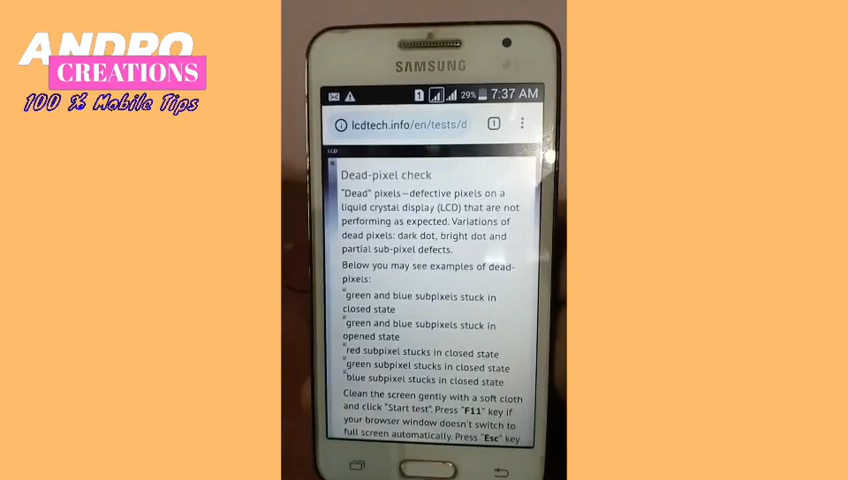 ANDRO
CREATIONS
100 % Mobile Tips
SAMSUNG
1 29% 7:37 AM
lcdtech.info/en/tests/d 1
LCD
Dead-pixel check
"Dead" pixels—defective pixels on a
liquid crystal display (LCD) that are not
performing as expected. Variations of
dead pixels: dark dot, bright dot and
partial sub-pixel defects.
Below you may see examples of dead-
pixels:
green and blue subpixels stuck in
closed state
green and blue subpixels stuck in
opened state
red subpixel stucks in closed state
green subpixel stucks in closed state
blue subpixel stucks in closed state
Clean the screen gently with a soft cloth
and click "Start test". Press "F11" key if
your browser window doesn't switch to
full screen automatically. Press "Esc" key